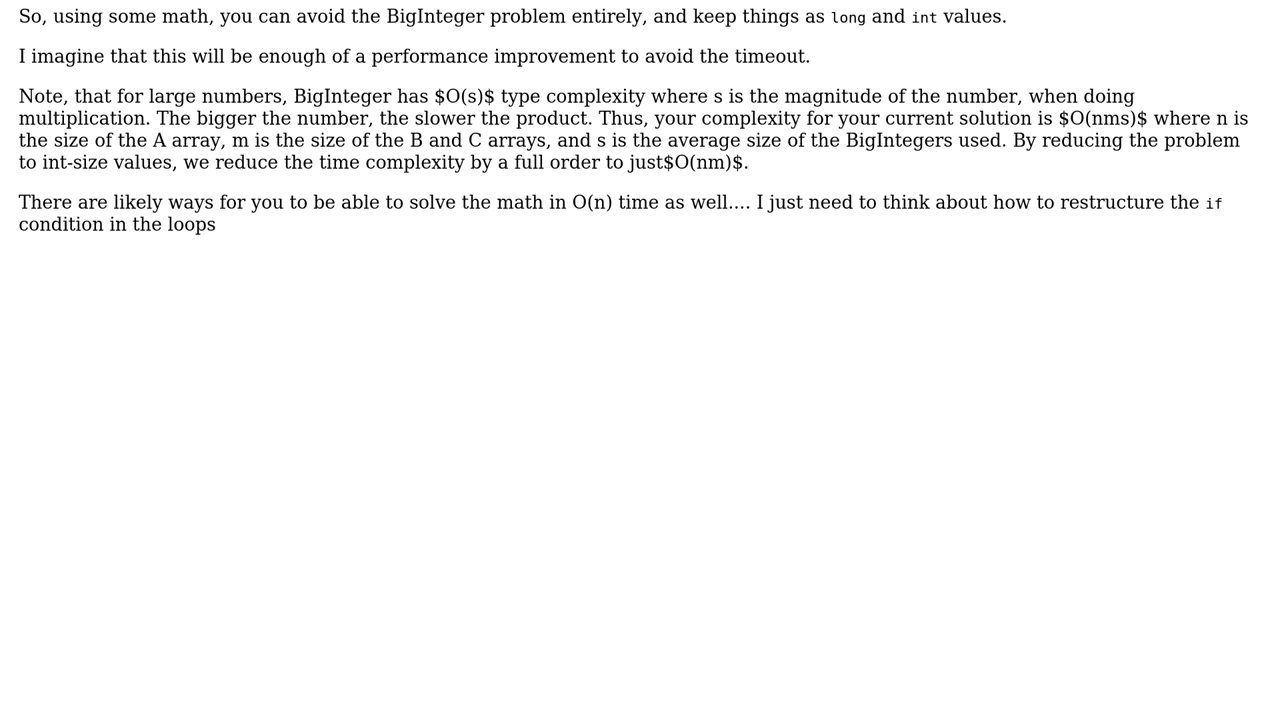 So, using some math, you can avoid the BigInteger problem entirely, and keep things as long and int values.
I imagine that this will be enough of a performance improvement to avoid the timeout.
Note, that for large numbers, BigInteger has $O(s)$ type complexity where s is the magnitude of the number, when doing
multiplication. The bigger the number, the slower the product. Thus, your complexity for your current solution is $O(nms)$ where n is
the size of the A array, m is the size of the B and C arrays, and s is the average size of the BigIntegers used. By reducing the problem
to int-size values, we reduce the time complexity by a full order to just$O(nm)$.
There are likely ways for you to be able to solve the math in O(n) time as well.... I just need to think about how to restructure the if
condition in the loops